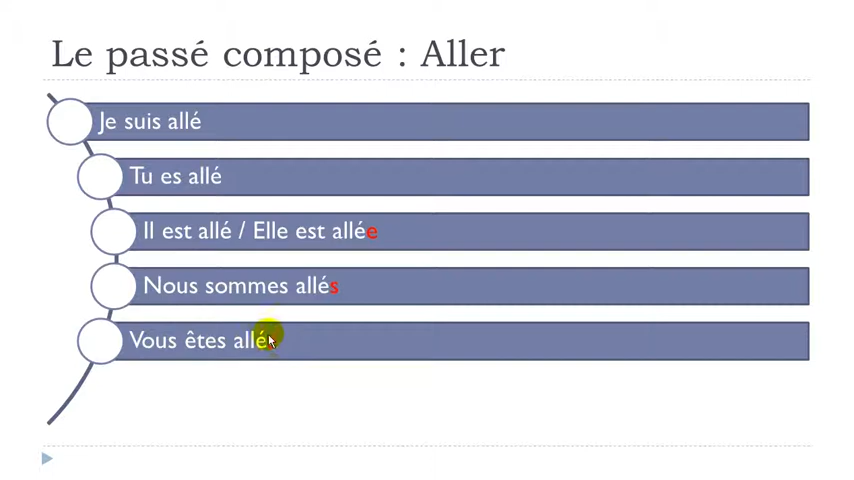 Le passé composé : Aller
Je suis allé
Tu es allé
Il est allé / Elle est allée
Nous sommes allés
Vous êtes allé